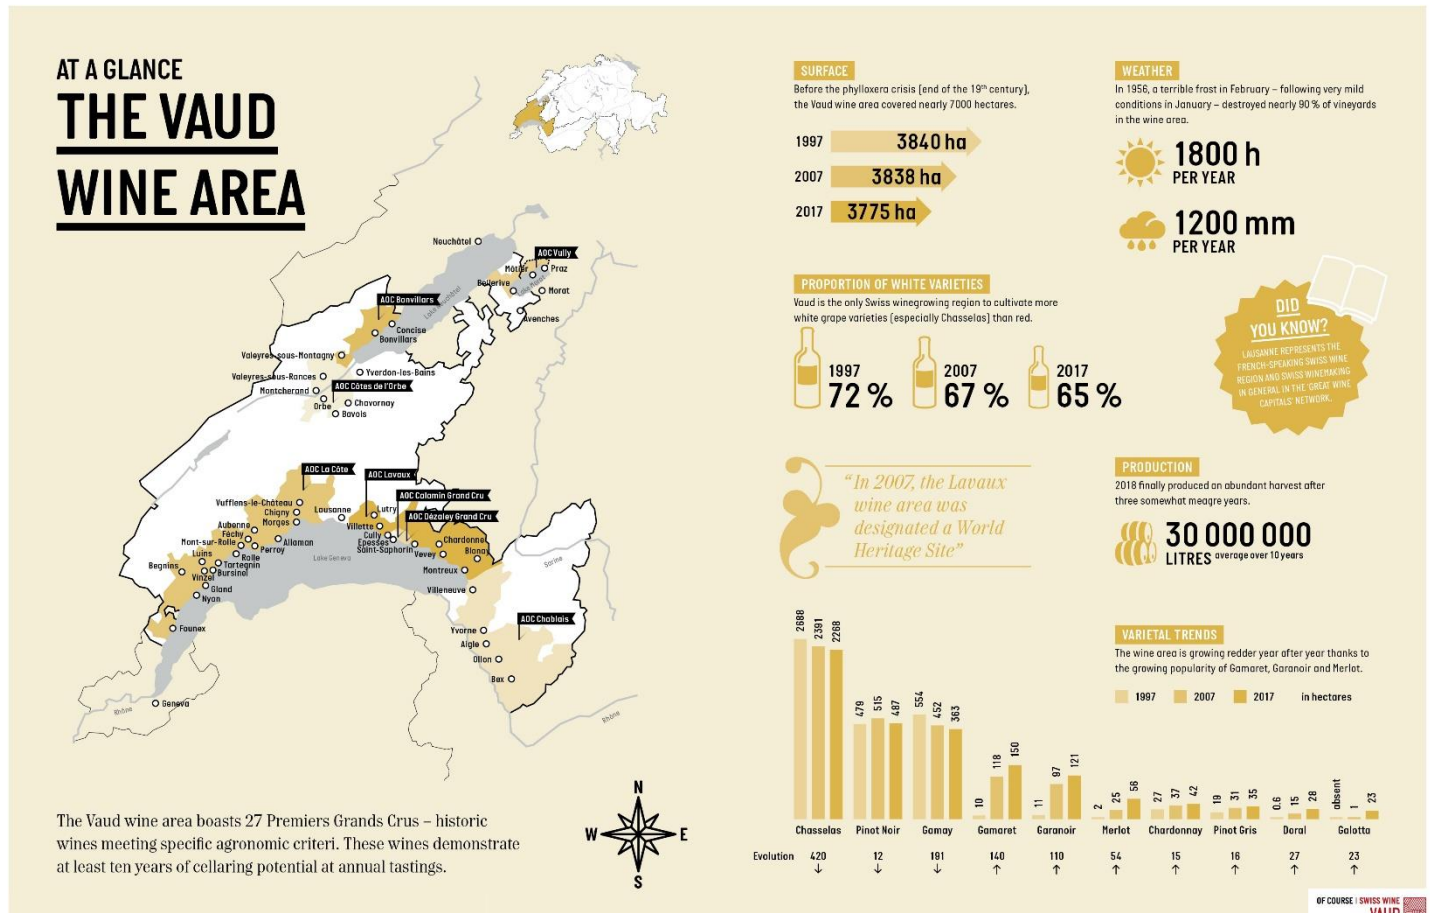 AT A GLANCE
THE VAUD
WINE AREA
Neuchâtel
AOC Vully
Môtier
Praz
Bellerive
Morat
Avenches
AOC Bonvillars
Concise
Bonvillars
Valeyres-sous-Montagny
Valeyres-sous-Rances
Yverdon-les-Bains
Montcherand
AOC Côtes de l'Orbe
Orbe
Chavornay
Bavois
AOC La Côte
AOC Lavaux
AOC Calamin Grand Cru
AOC Dézaley Grand Cru
Vufflens-le-Château
Chigny
Morges
Lausanne
Lutry
Villette
Cully
Epesses
Saint-Saphorin
Chardonne
Vevey
Blonay
Montreux
Villeneuve
Aubonne
Féchy
Mont-sur-Rolle
Allaman
Perroy
Rolle
Luins
Tartegnin
Begnins
Vinzel
Bursinel
Gland
Nyon
Founex
Lake Geneva
Sarine
AOC Chablais
Yvorne
Aigle
Ollon
Bex
Geneva
Rhône
Rhône
The Vaud wine area boasts 27 Premiers Grands Crus – historic
wines meeting specific agronomic criteri. These wines demonstrate
at least ten years of cellaring potential at annual tastings.
N
W E
S
SURFACE
Before the phylloxera crisis (end of the 19th century),
the Vaud wine area covered nearly 7000 hectares.
1997 3840 ha
2007 3838 ha
2017 3775 ha
WEATHER
In 1956, a terrible frost in February – following very mild
conditions in January – destroyed nearly 90 % of vineyards
in the wine area.
1800 h
PER YEAR
1200 mm
PER YEAR
PROPORTION OF WHITE VARIETIES
Vaud is the only Swiss winegrowing region to cultivate more
white grape varieties (especially Chasselas) than red.
1997
72 %
2007
67 %
2017
65 %
DID
YOU KNOW?
LAUSANNE REPRESENTS THE
FRENCH-SPEAKING SWISS WINE
REGION AND SWISS WINEMAKING
IN GENERAL IN THE 'GREAT WINE
CAPITALS' NETWORK.
"In 2007, the Lavaux
wine area was
designated a World
Heritage Site"
PRODUCTION
2018 finally produced an abundant harvest after
three somewhat meagre years.
30 000 000
LITRES average over 10 years
VARIETAL TRENDS
The wine area is growing redder year after year thanks to
the growing popularity of Gamaret, Garanoir and Merlot.
1997 2007 2017 in hectares
2688 2391 2268
479 515 487
554 452 363
10 118 150
11 97 121
2 25 56
27 37 42
19 31 35
0.6 15 28
absent 1 23
Chasselas Pinot Noir Gamay Gamaret Garanoir Merlot Chardonnay Pinot Gris Doral Galotta
Evolution 420 12 191 140 110 54 15 16 27 23
↓ ↓ ↓ ↑ ↑ ↑ ↑ ↑ ↑ ↑
OF COURSE | SWISS WINE
VAUD